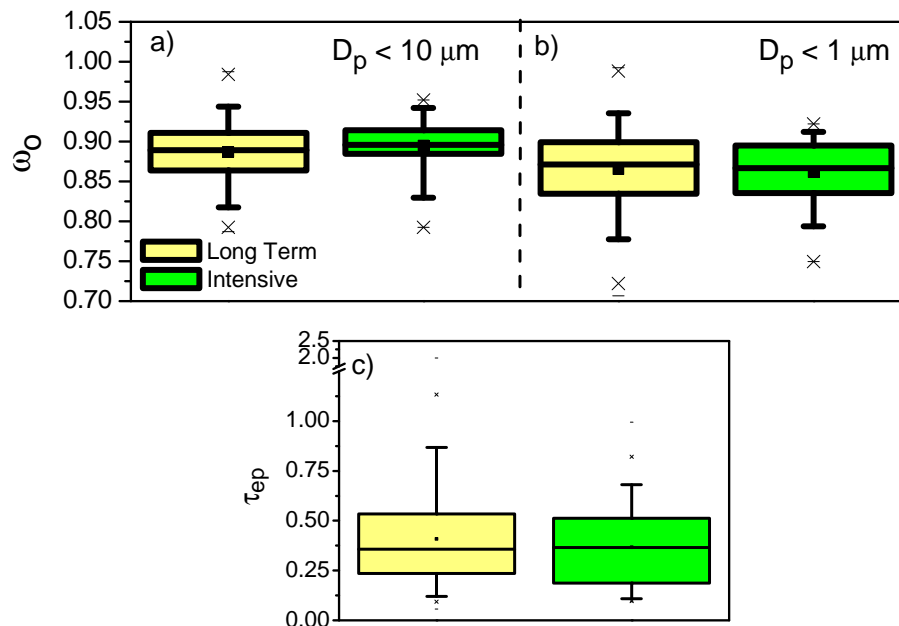 1.05
1.00
0.95
0.90
0.85
0.80
0.75
0.70
ωo
a)
Dp < 10 μm
b)
Dp < 1 μm
Long Term
Intensive
2.5
2.0
1.00
0.75
0.50
0.25
0.00
τep
c)